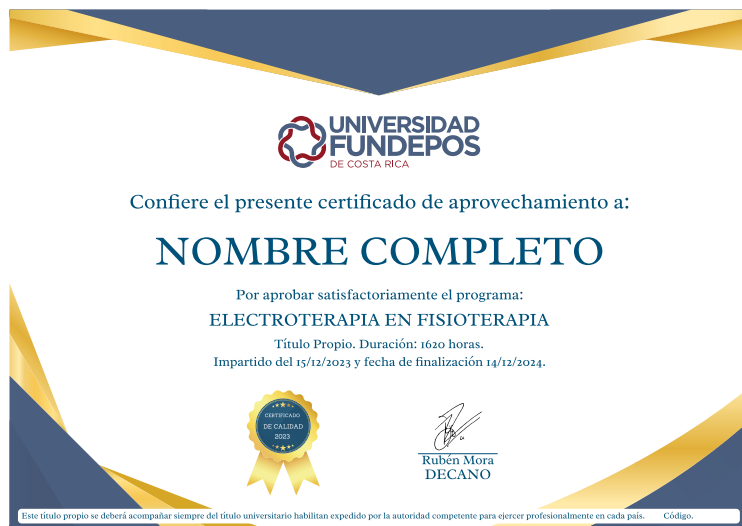 UNIVERSIDAD
FUNDEPOS
DE COSTA RICA
Confiere el presente certificado de aprovechamiento a:
NOMBRE COMPLETO
Por aprobar satisfactoriamente el programa:
ELECTROTERAPIA EN FISIOTERAPIA
Título Propio. Duración: 1620 horas.
Impartido del 15/12/2023 y fecha de finalización 14/12/2024.
CERTIFICADO
DE CALIDAD
2023
Rubén Mora
DECANO
Este título propio se deberá acompañar siempre del título universitario habilitan expedido por la autoridad competente para ejercer profesionalmente en cada país. Código.